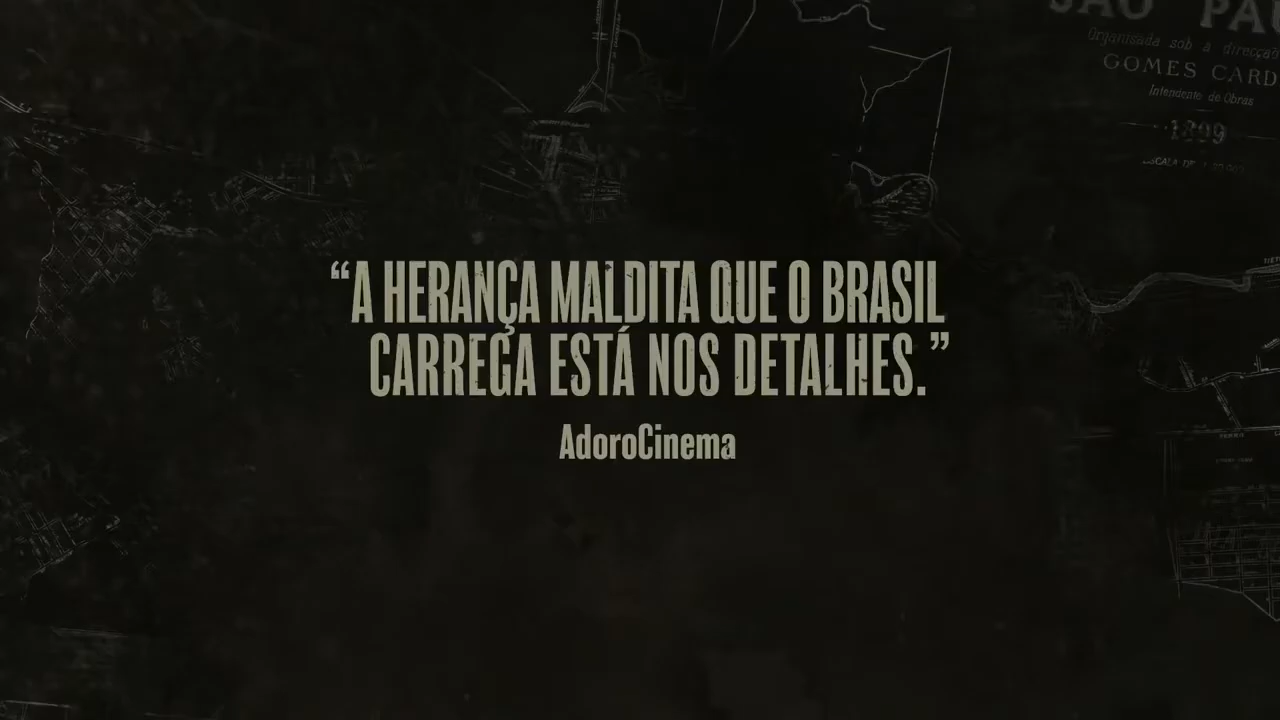 SÃO PAU
Organisada sob a direcção
GOMES CARD
Intendente de Obras
1899
“A HERANÇA MALDITA QUE O BRASIL
CARREGA ESTÁ NOS DETALHES.”
AdoroCinema